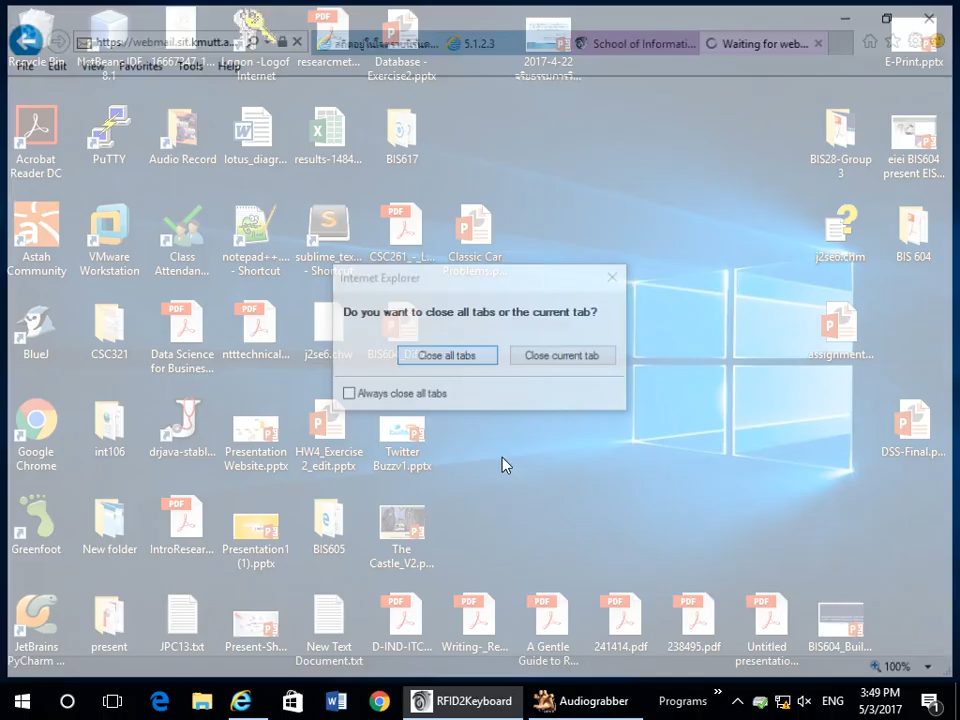 https://webmail.sit.kmutt.a...
5.1.2.3
School of Informati...
Waiting for web...
File Edit View Favorites Tools Help
Recycle Bin
NetBeans IDE 8.1
Logon -Logof Internet
researcmet...
Database - Exercise2.pptx
2017-4-22
E-Print.pptx
Acrobat Reader DC
PuTTY
Audio Record
lotus_diagr...
results-1484...
BIS617
BIS28-Group 3
eiei BIS604 present EIS...
Astah Community
VMware Workstation
Class Attendan...
notepad++... - Shortcut
sublime_tex... - Shortcut
CSC261_-_L...
Classic Car Problems.p...
j2se6.chm
BIS 604
Internet Explorer
Do you want to close all tabs or the current tab?
Close all tabs
Close current tab
Always close all tabs
BlueJ
CSC321
Data Science for Busines...
ntttechnical...
j2se6.chw
assignment...
Google Chrome
int106
drjava-stabl...
Presentation Website.pptx
HW4_Exercise 2_edit.pptx
Twitter Buzzv1.pptx
DSS-Final.p...
Greenfoot
New folder
IntroResear...
Presentation1 (1).pptx
BIS605
The Castle_V2.p...
JetBrains PyCharm ...
present
JPC13.txt
Present-Sh...
New Text Document.txt
D-IND-ITC...
Writing-_Re...
A Gentle Guide to R...
241414.pdf
238495.pdf
Untitled presentatio...
BIS604_Buil...
100%
RFID2Keyboard
Audiograbber
Programs
ENG
3:49 PM
5/3/2017
1